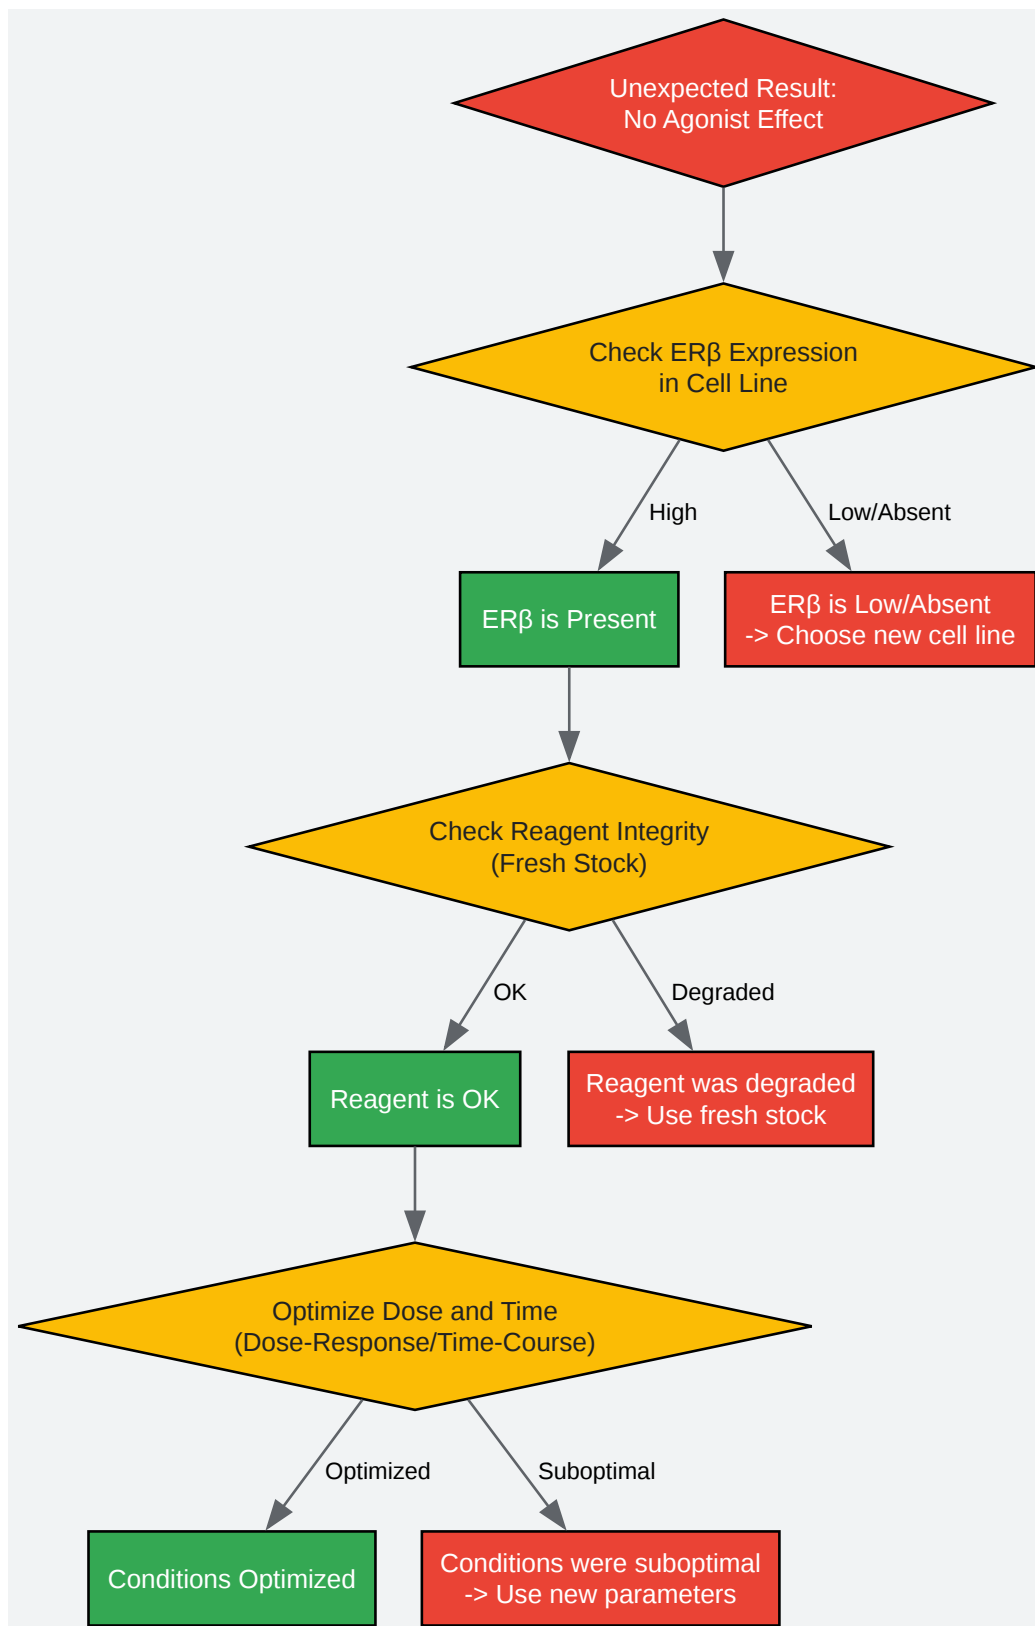 Unexpected Result:
No Agonist Effect
Check ERβ Expression
in Cell Line
High
Low/Absent
ERβ is Present
ERβ is Low/Absent
-> Choose new cell line
Check Reagent Integrity
(Fresh Stock)
OK
Degraded
Reagent is OK
Reagent was degraded
-> Use fresh stock
Optimize Dose and Time
(Dose-Response/Time-Course)
Optimized
Suboptimal
Conditions Optimized
Conditions were suboptimal
-> Use new parameters